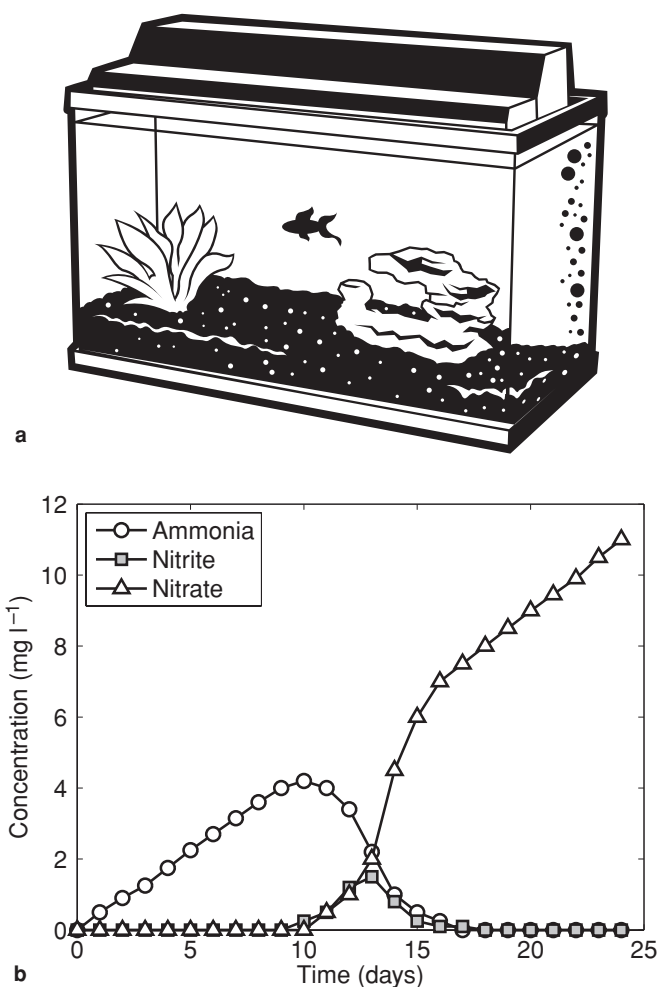 a
12
10
8
6
4
2
0
Concentration (mg l⁻¹)
Ammonia
Nitrite
Nitrate
0 5 10 15 20 25
Time (days)
b